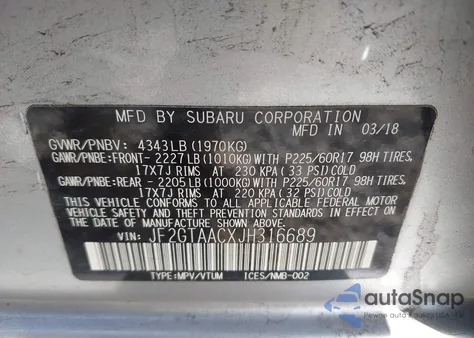 MFD BY SUBARU CORPORATION
GVWR/PNBV: 4343LB (1970KG) 03/18
GAWR/PNBE:FRONT- 2227LB (1010KG)WITH P225/60R17 98H TIRES,
17X7J RIMS AT 230 KPA (33 PSI)COLD
GAWR/PNBE:REAR - 2205LB (1000KG)WITH P225/60R17 98H TIRES,
17X7J RIMS AT 220 KPA (32 PSI)COLD
THIS VEHICLE CONFORMS TO ALL APPLICABLE FEDERAL MOTOR
VEHICLE SAFETY, BUMPER, AND THEFT PREVENTION STANDARDS
IN EFFECT ON THE DATE OF MANUFACTURE SHOWN ABOVE.
VIN: JF2GTAACXJH316689
TYPE:MPV/VTUM ICES/NMB-002
autoSnap
Pewne auta z